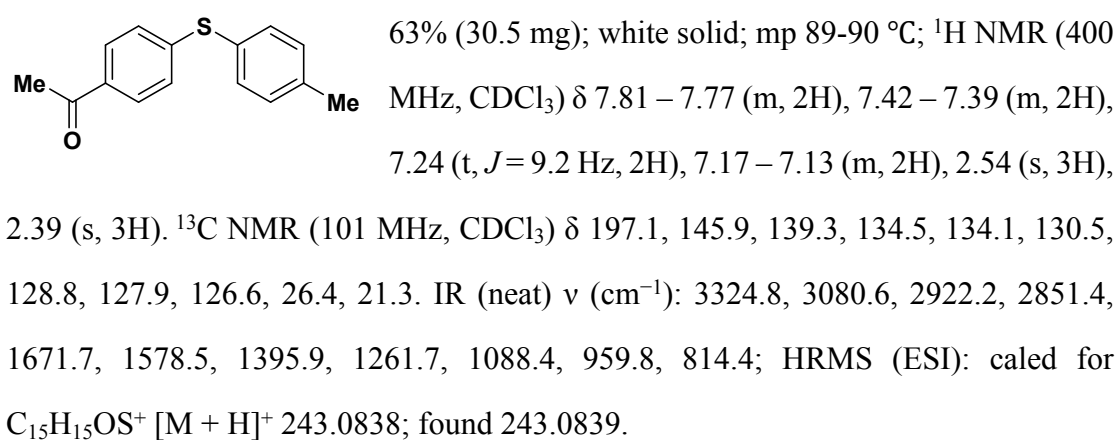 S
Me
Me
O
63% (30.5 mg); white solid; mp 89-90 ℃; ¹H NMR (400
MHz, CDCl₃) δ 7.81 – 7.77 (m, 2H), 7.42 – 7.39 (m, 2H),
7.24 (t, J = 9.2 Hz, 2H), 7.17 – 7.13 (m, 2H), 2.54 (s, 3H),
2.39 (s, 3H). ¹³C NMR (101 MHz, CDCl₃) δ 197.1, 145.9, 139.3, 134.5, 134.1, 130.5,
128.8, 127.9, 126.6, 26.4, 21.3. IR (neat) ν (cm⁻¹): 3324.8, 3080.6, 2922.2, 2851.4,
1671.7, 1578.5, 1395.9, 1261.7, 1088.4, 959.8, 814.4; HRMS (ESI): caled for
C₁₅H₁₅OS⁺ [M + H]⁺ 243.0838; found 243.0839.